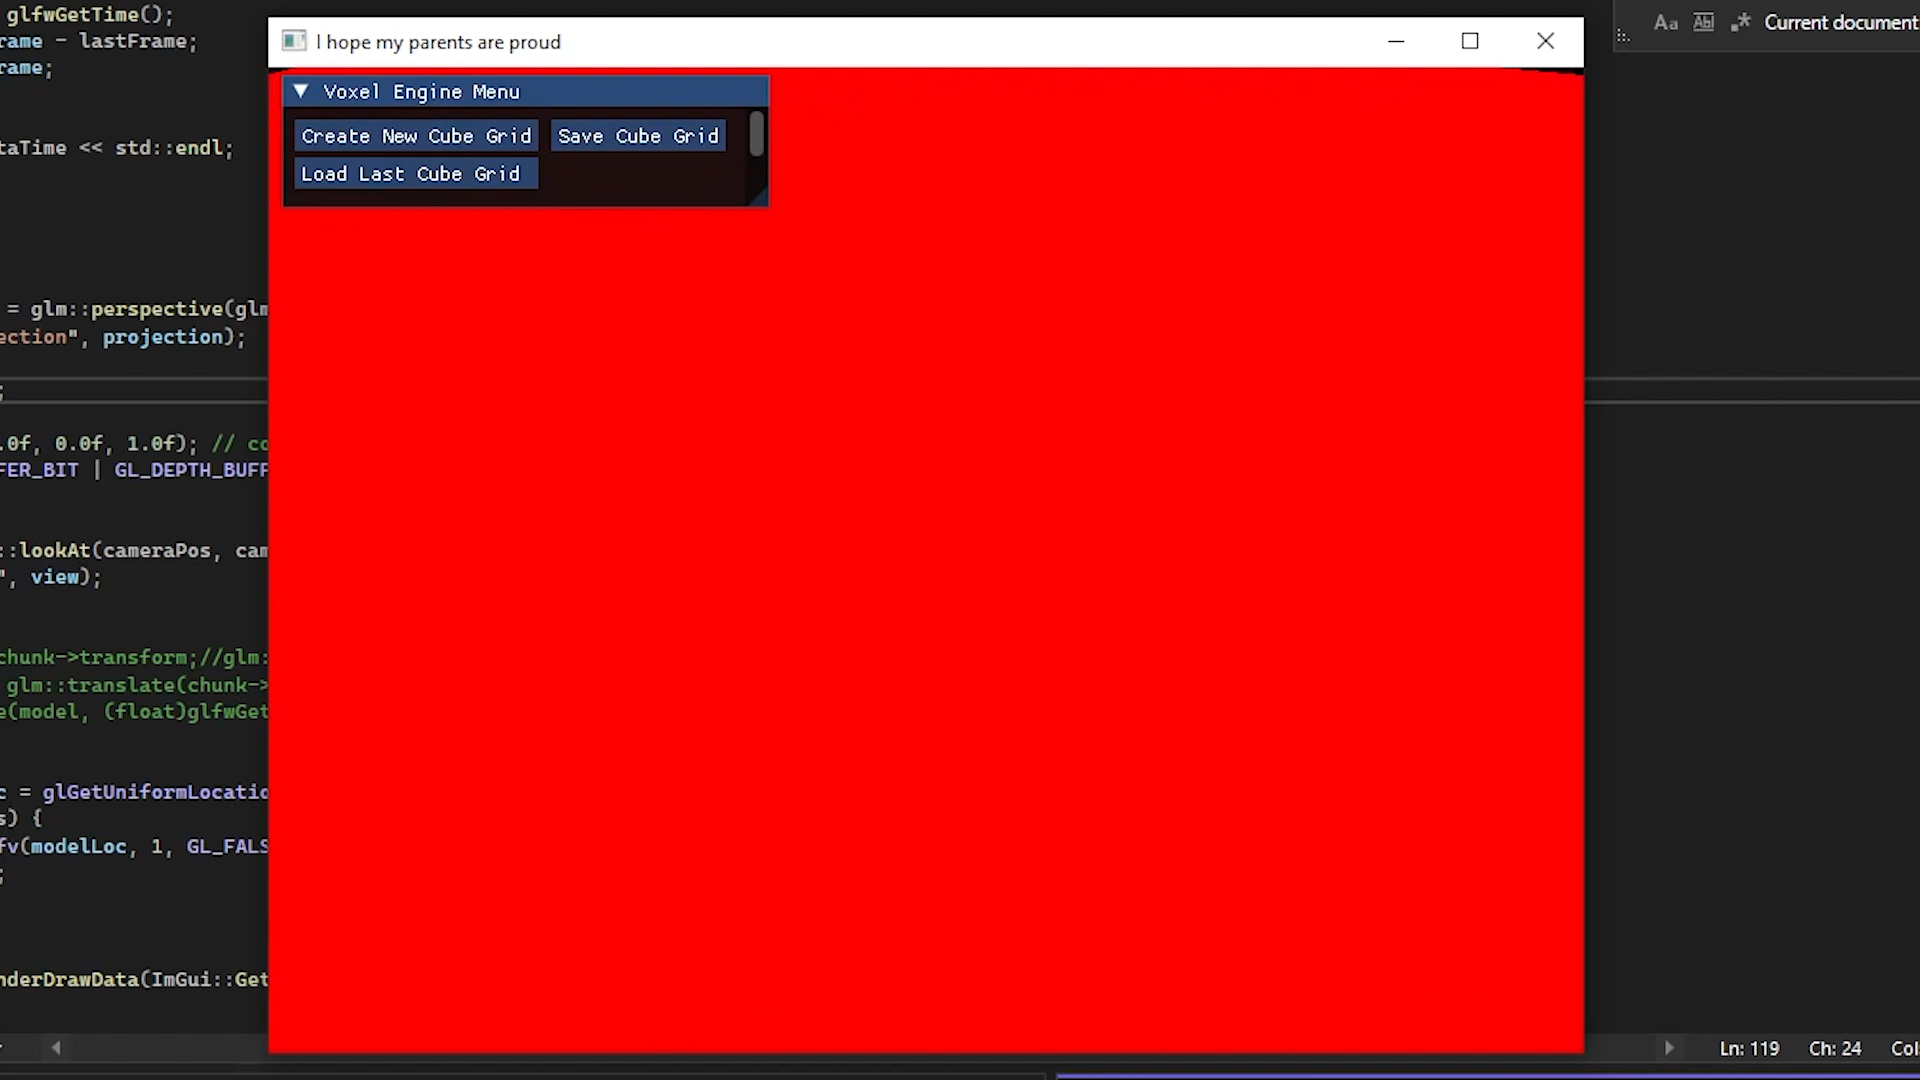 glfwGetTime();
rame - lastFrame;
rame;
taTime << std::endl;
= glm::perspective(glm
ection", projection);
;
.0f, 0.0f, 1.0f); // co
FER_BIT | GL_DEPTH_BUFF
::lookAt(cameraPos, cam
", view);
chunk->transform;//glm:
glm::translate(chunk->
e(model, (float)glfwGet
c = glGetUniformLocatio
s) {
fv(modelLoc, 1, GL_FALS
;
nderDrawData(ImGui::Get
I hope my parents are proud
Voxel Engine Menu
Create New Cube Grid Save Cube Grid
Load Last Cube Grid
Aa Ab Current document
Ln: 119 Ch: 24 Col